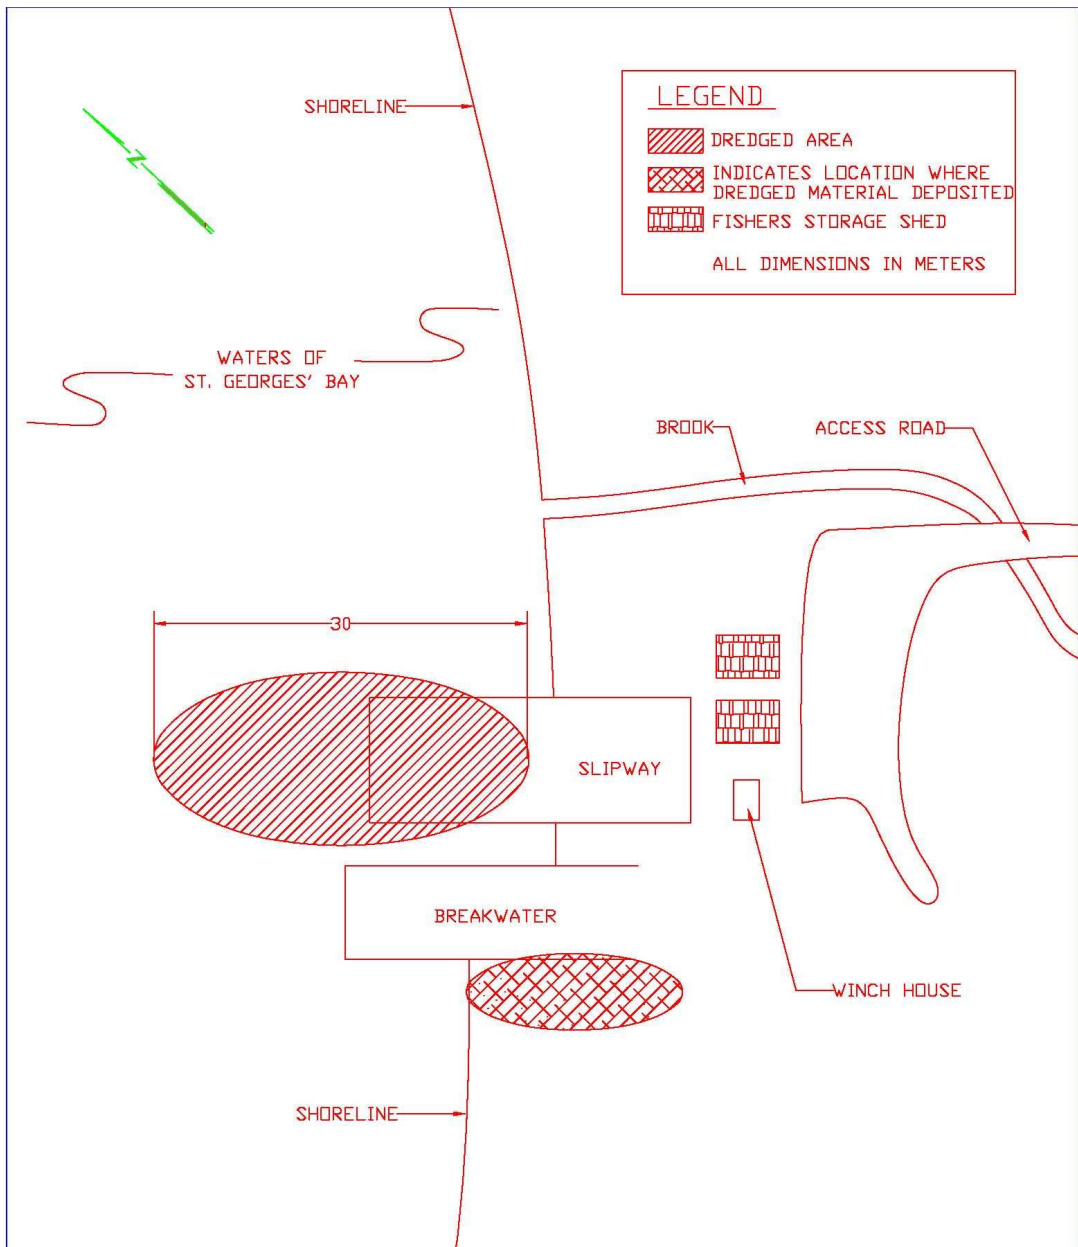 SHORELINE
LEGEND
DREDGED AREA
INDICATES LOCATION WHERE
DREDGED MATERIAL DEPOSITED
FISHERS STORAGE SHED
ALL DIMENSIONS IN METERS
N
WATERS OF
ST. GEORGES' BAY
BROOK
ACCESS ROAD
30
SLIPWAY
BREAKWATER
WINCH HOUSE
SHORELINE